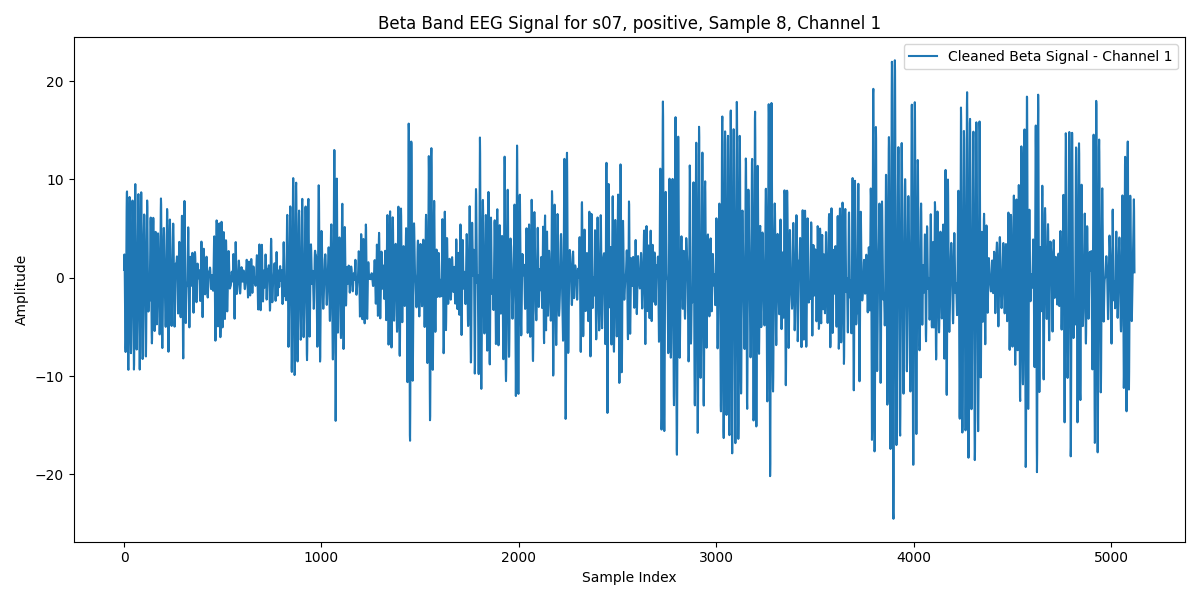 Beta Band EEG Signal for s07, positive, Sample 8, Channel 1
Cleaned Beta Signal - Channel 1
Amplitude
20
10
0
−10
−20
0
1000
2000
3000
4000
5000
Sample Index